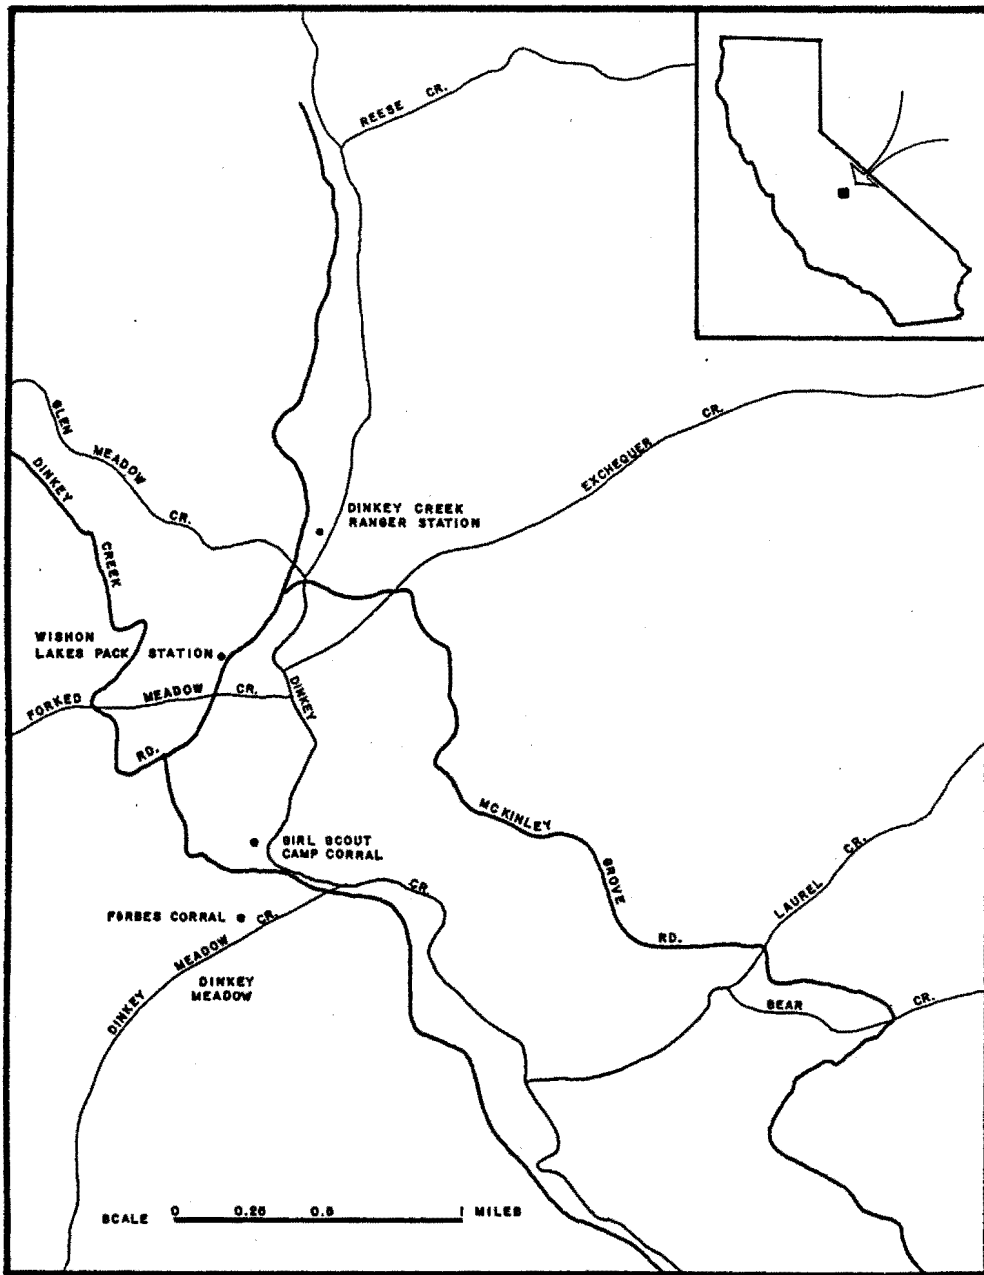 REESE CR.
GLEN MEADOW CR.
DINKEY CREEK RD.
EXCHEQUER CR.
DINKEY CREEK
RANGER STATION
WISHON
LAKES PACK STATION
FORKED MEADOW CR.
DINKEY CR.
GIRL SCOUT
CAMP CORRAL
MCKINLEY GROVE RD.
LAUREL CR.
FORBES CORRAL
DINKEY MEADOW CR.
DINKEY
MEADOW
BEAR CR.
SCALE 0 0.25 0.5 1 MILES